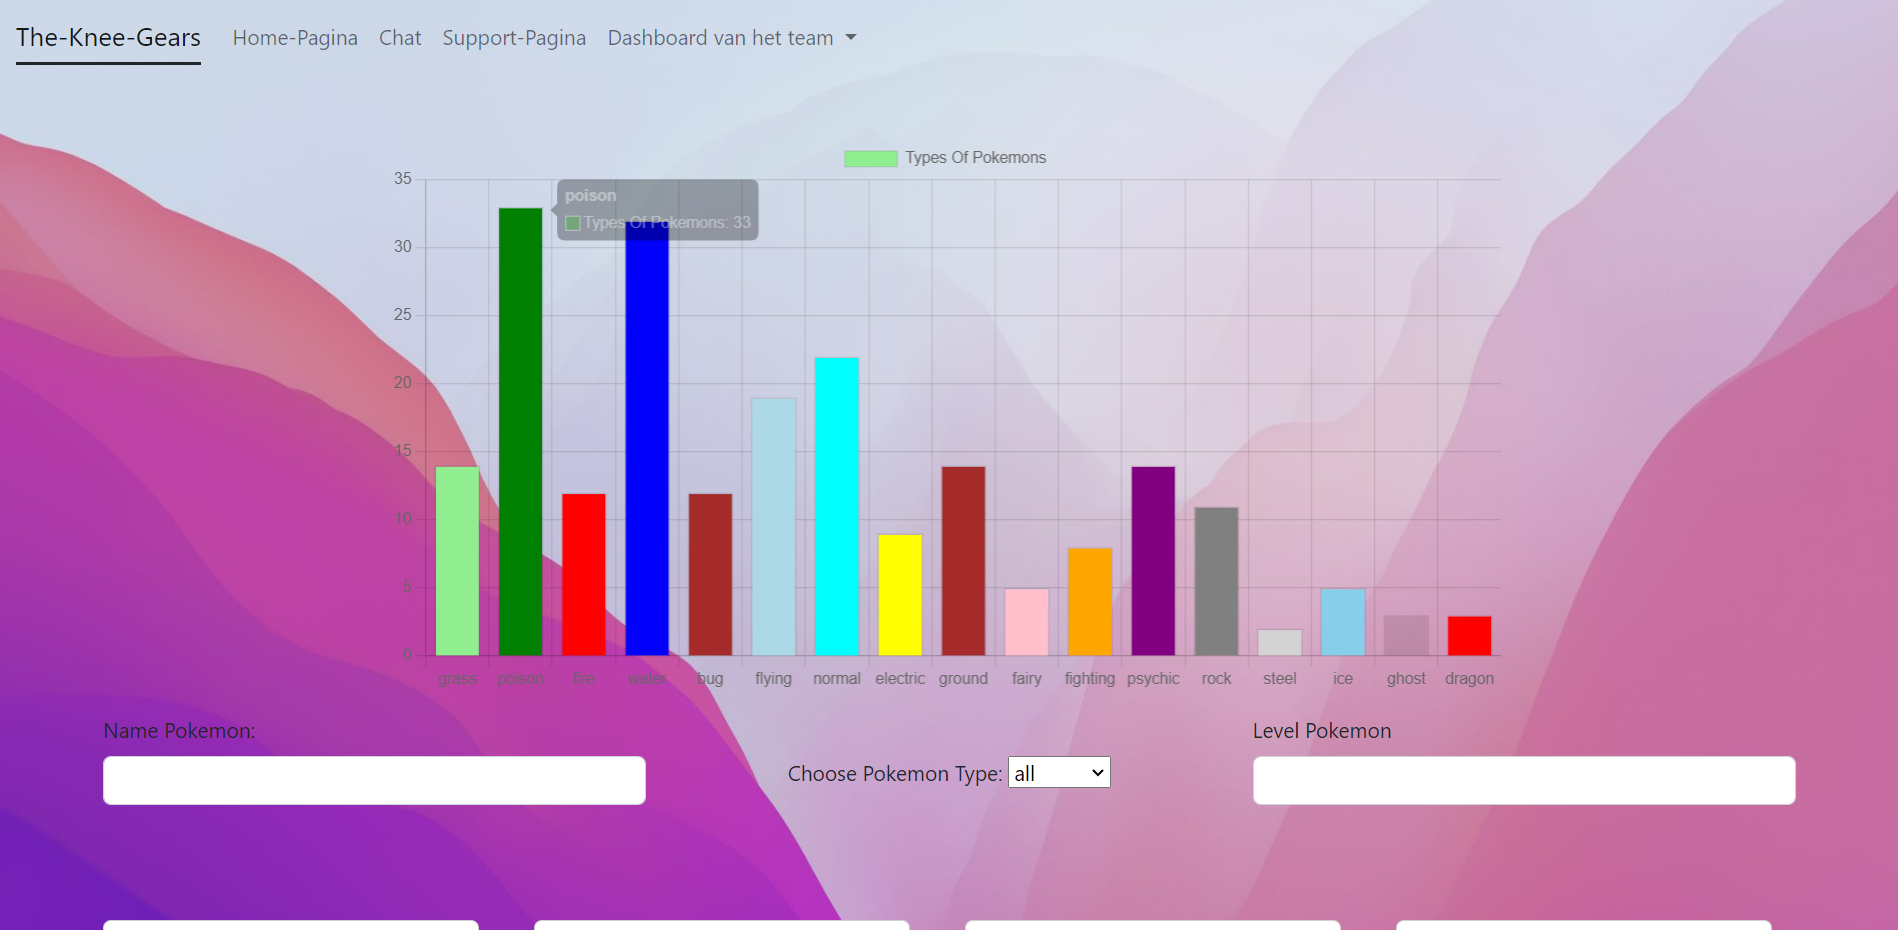 The-Knee-Gears Home-Pagina Chat Support-Pagina Dashboard van het team
Types Of Pokemons
35
30
25
20
15
10
5
0
poison
Types Of Pokemons: 33
grass poison fire water bug flying normal electric ground fairy fighting psychic rock steel ice ghost dragon
Name Pokemon:
Choose Pokemon Type: all
Level Pokemon